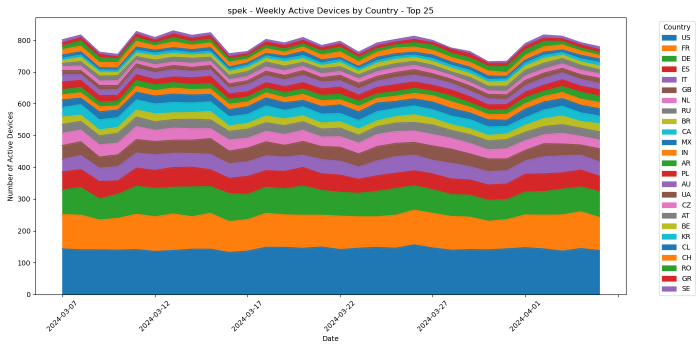 spek - Weekly Active Devices by Country - Top 25
Number of Active Devices
800
700
600
500
400
300
200
100
0
2024-03-07
2024-03-12
2024-03-17
2024-03-22
2024-03-27
2024-04-01
Date
Country
US
FR
DE
ES
IT
GB
NL
RU
BR
CA
MX
IN
AR
PL
AU
UA
CZ
AT
BE
KR
CL
CH
RO
GR
SE